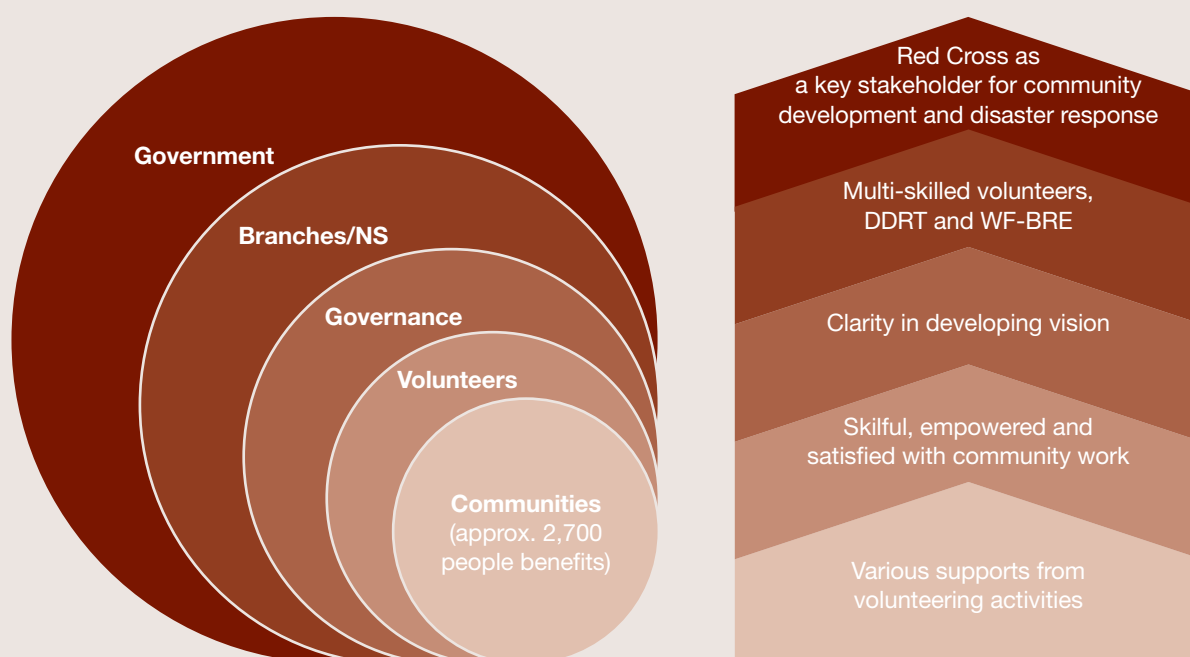 Government
Branches/NS
Governance
Volunteers
Communities
(approx. 2,700
people benefits)
Red Cross as
a key stakeholder for community
development and disaster response
Multi-skilled volunteers,
DDRT and WF-BRE
Clarity in developing vision
Skilful, empowered and
satisfied with community work
Various supports from
volunteering activities